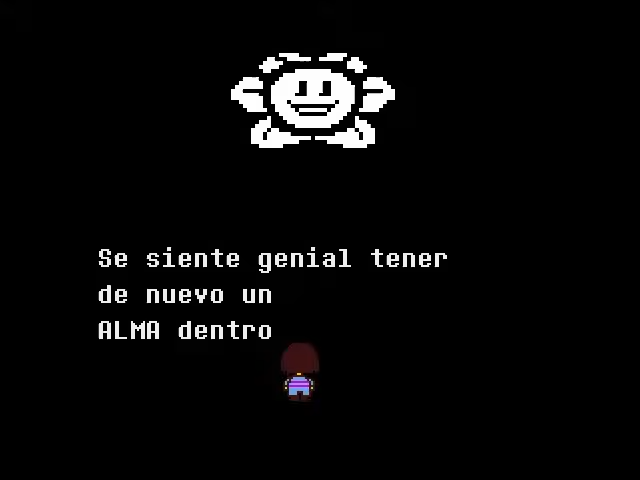 Se siente genial tener
de nuevo un
ALMA dentro